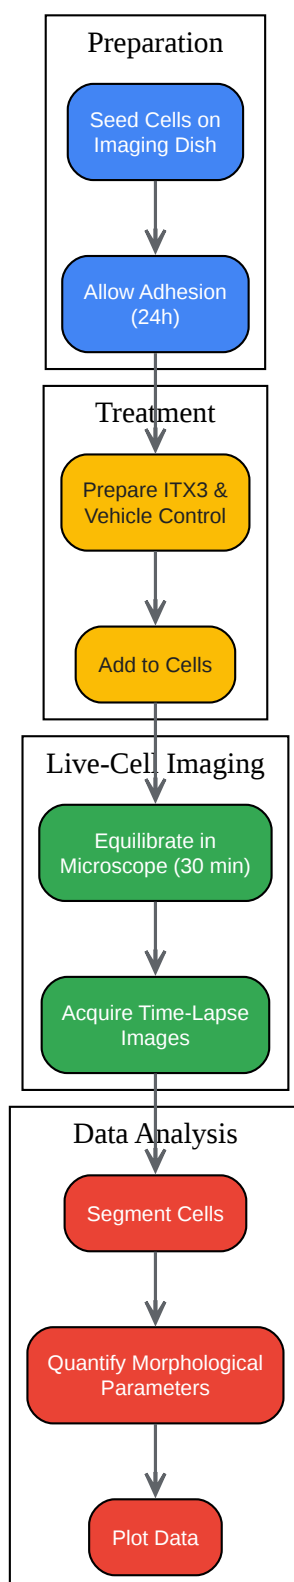 Preparation
Seed Cells on
Imaging Dish
Allow Adhesion
(24h)
Treatment
Prepare ITX3 &
Vehicle Control
Add to Cells
Live-Cell Imaging
Equilibrate in
Microscope (30 min)
Acquire Time-Lapse
Images
Data Analysis
Segment Cells
Quantify Morphological
Parameters
Plot Data